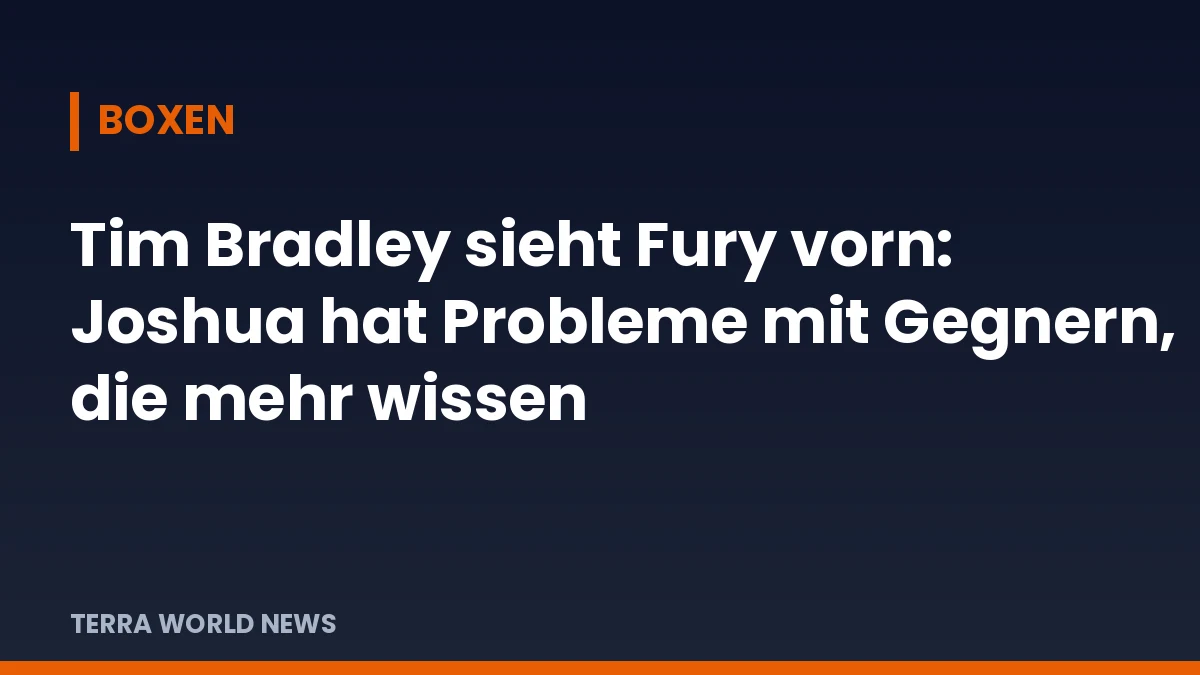 BOXEN
Tim Bradley sieht Fury vorn:
Joshua hat Probleme mit Gegnern,
die mehr wissen
TERRA WORLD NEWS